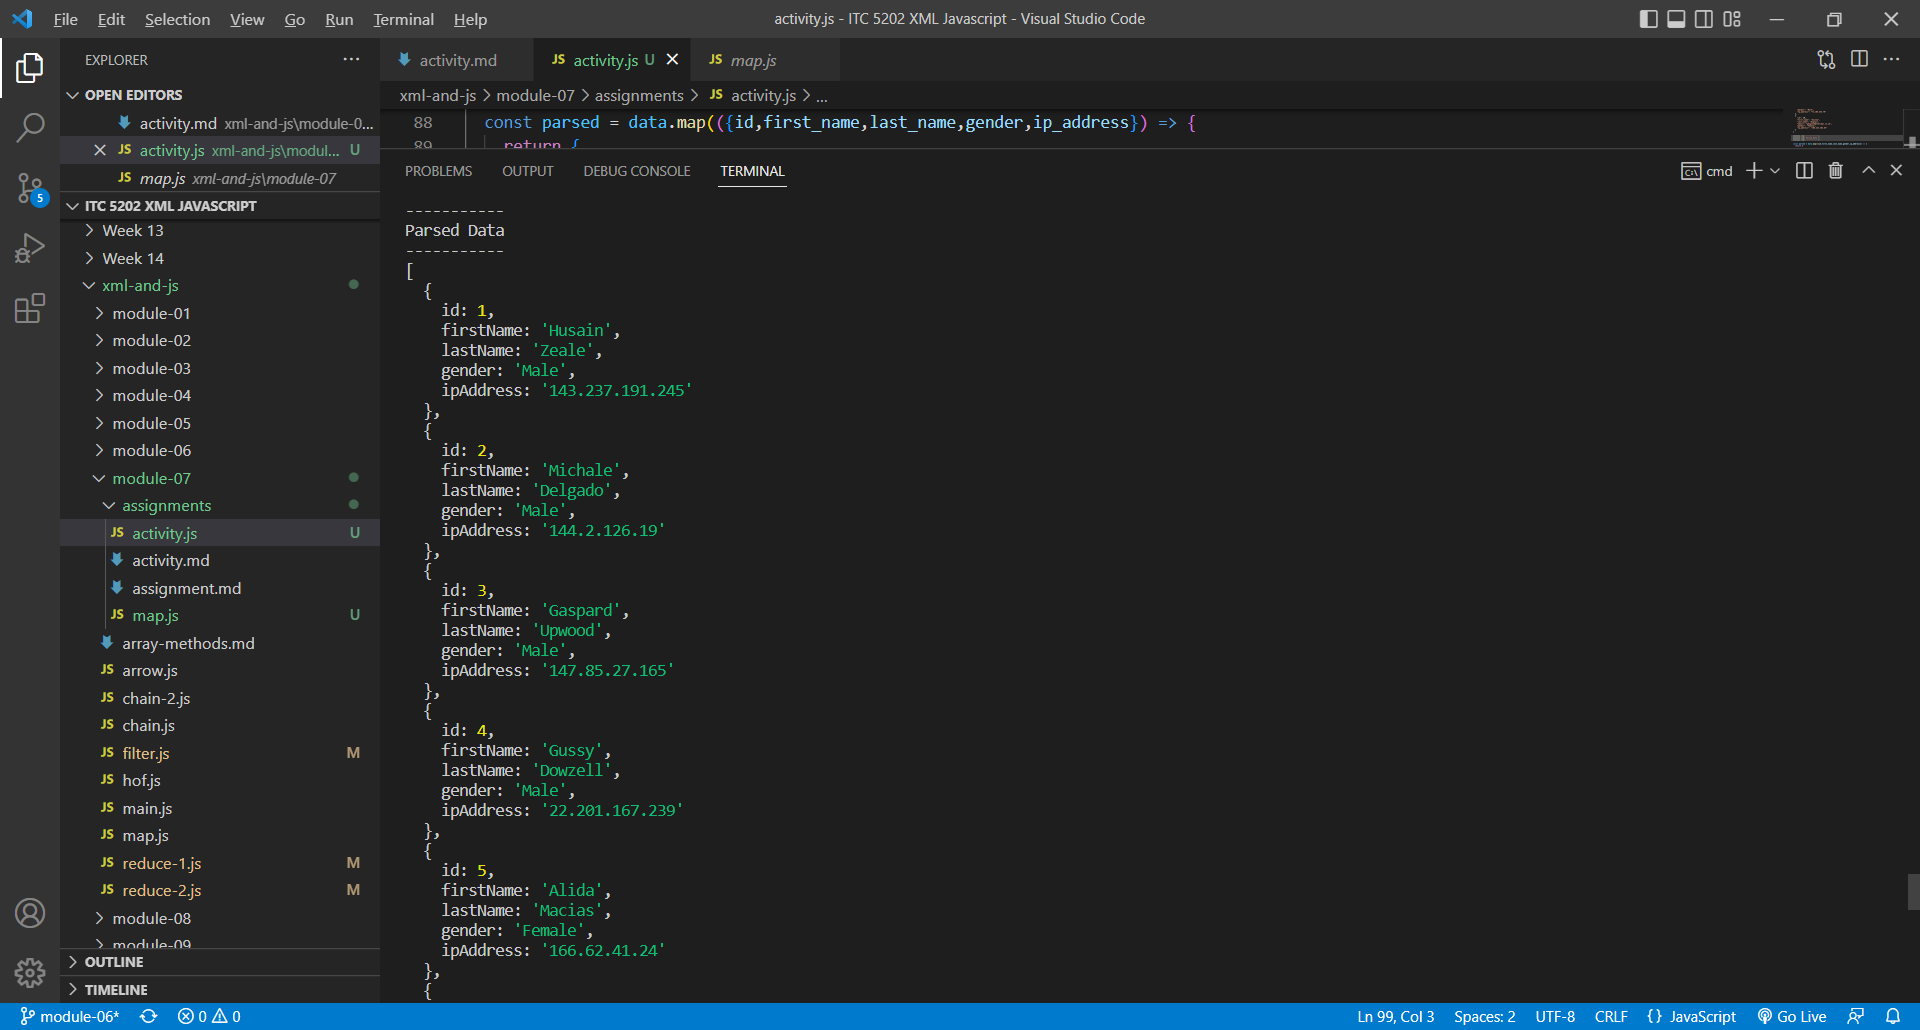 File Edit Selection View Go Run Terminal Help
activity.js - ITC 5202 XML Javascript - Visual Studio Code
EXPLORER
OPEN EDITORS
activity.md xml-and-js\module-0...
JS activity.js xml-and-js\modul... U
JS map.js xml-and-js\module-07
5
ITC 5202 XML JAVASCRIPT
Week 13
Week 14
xml-and-js
module-01
module-02
module-03
module-04
module-05
module-06
module-07
assignments
JS activity.js U
activity.md
assignment.md
JS map.js U
array-methods.md
JS arrow.js
JS chain-2.js
JS chain.js
JS filter.js M
JS hof.js
JS main.js
JS map.js
JS reduce-1.js M
JS reduce-2.js M
module-08
module-09
OUTLINE
TIMELINE
activity.md
JS activity.js U
JS map.js
xml-and-js > module-07 > assignments > JS activity.js > ...
88 const parsed = data.map(({id,first_name,last_name,gender,ip_address}) => {
89 return {
PROBLEMS OUTPUT DEBUG CONSOLE TERMINAL
cmd
-----------
Parsed Data
-----------
[
{
id: 1,
firstName: 'Husain',
lastName: 'Zeale',
gender: 'Male',
ipAddress: '143.237.191.245'
},
{
id: 2,
firstName: 'Michale',
lastName: 'Delgado',
gender: 'Male',
ipAddress: '144.2.126.19'
},
{
id: 3,
firstName: 'Gaspard',
lastName: 'Upwood',
gender: 'Male',
ipAddress: '147.85.27.165'
},
{
id: 4,
firstName: 'Gussy',
lastName: 'Dowzell',
gender: 'Male',
ipAddress: '22.201.167.239'
},
{
id: 5,
firstName: 'Alida',
lastName: 'Macias',
gender: 'Female',
ipAddress: '166.62.41.24'
},
{
module-06* 0 0
Ln 99, Col 3 Spaces: 2 UTF-8 CRLF {} JavaScript Go Live